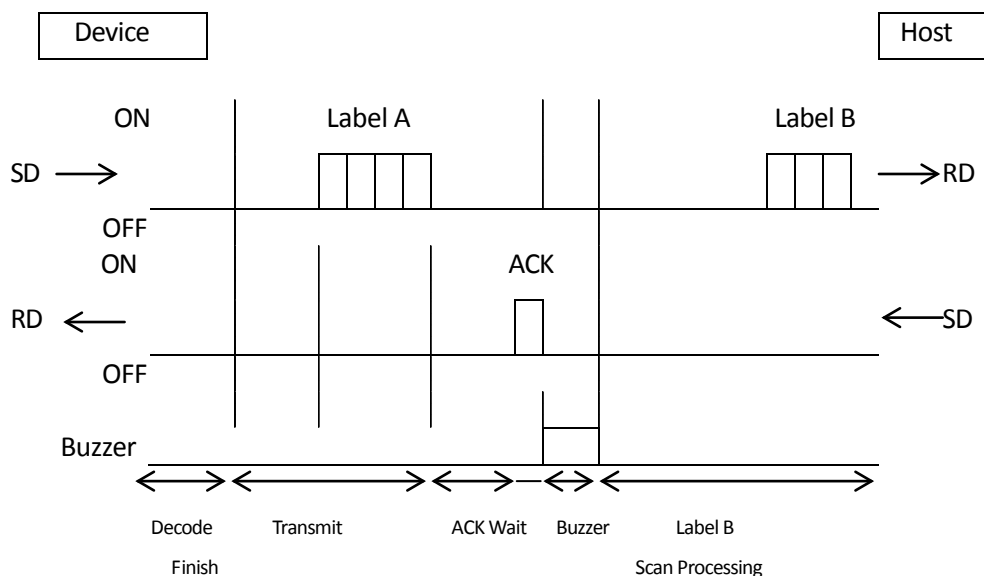 Device
Host
ON
Label A
Label B
SD
RD
OFF
ON
ACK
RD
SD
OFF
Buzzer
Decode Transmit ACK Wait Buzzer Label B
Finish Scan Processing